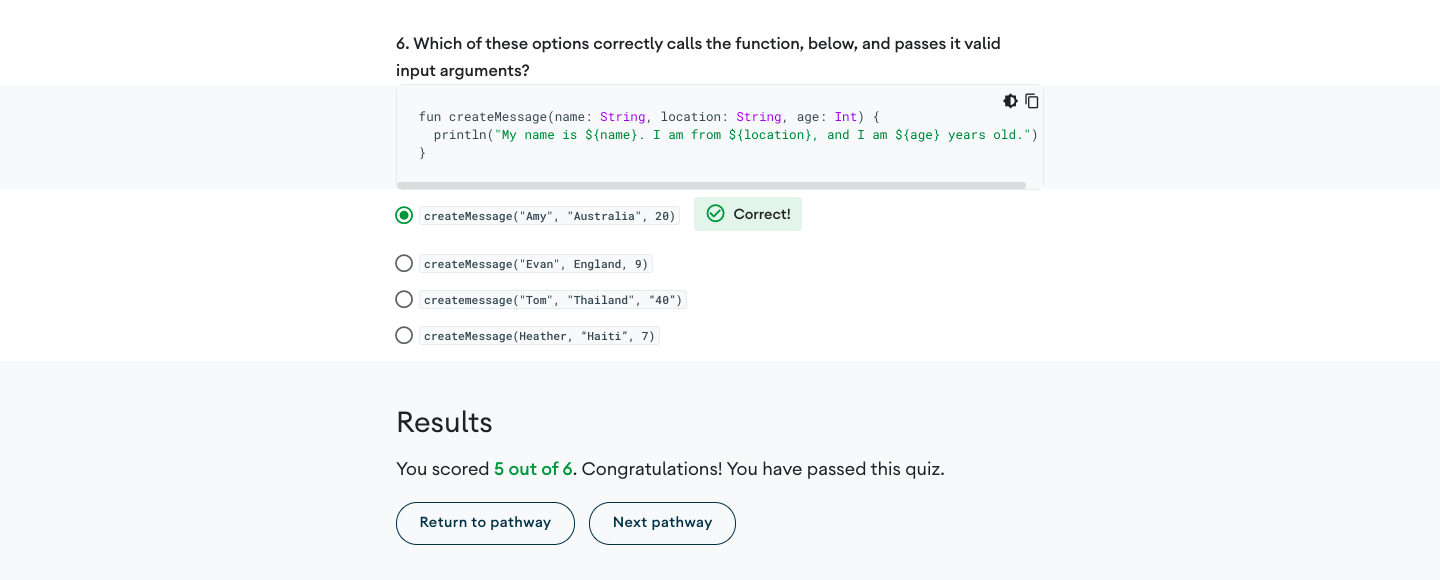 6. Which of these options correctly calls the function, below, and passes it valid
input arguments?
fun createMessage(name: String, location: String, age: Int) {
  println("My name is ${name}. I am from ${location}, and I am ${age} years old.")
}
createMessage("Amy", "Australia", 20)
Correct!
createMessage("Evan", England, 9)
createmessage("Tom", "Thailand", “40”)
createMessage(Heather, “Haiti”, 7)
Results
You scored 5 out of 6. Congratulations! You have passed this quiz.
Return to pathway
Next pathway